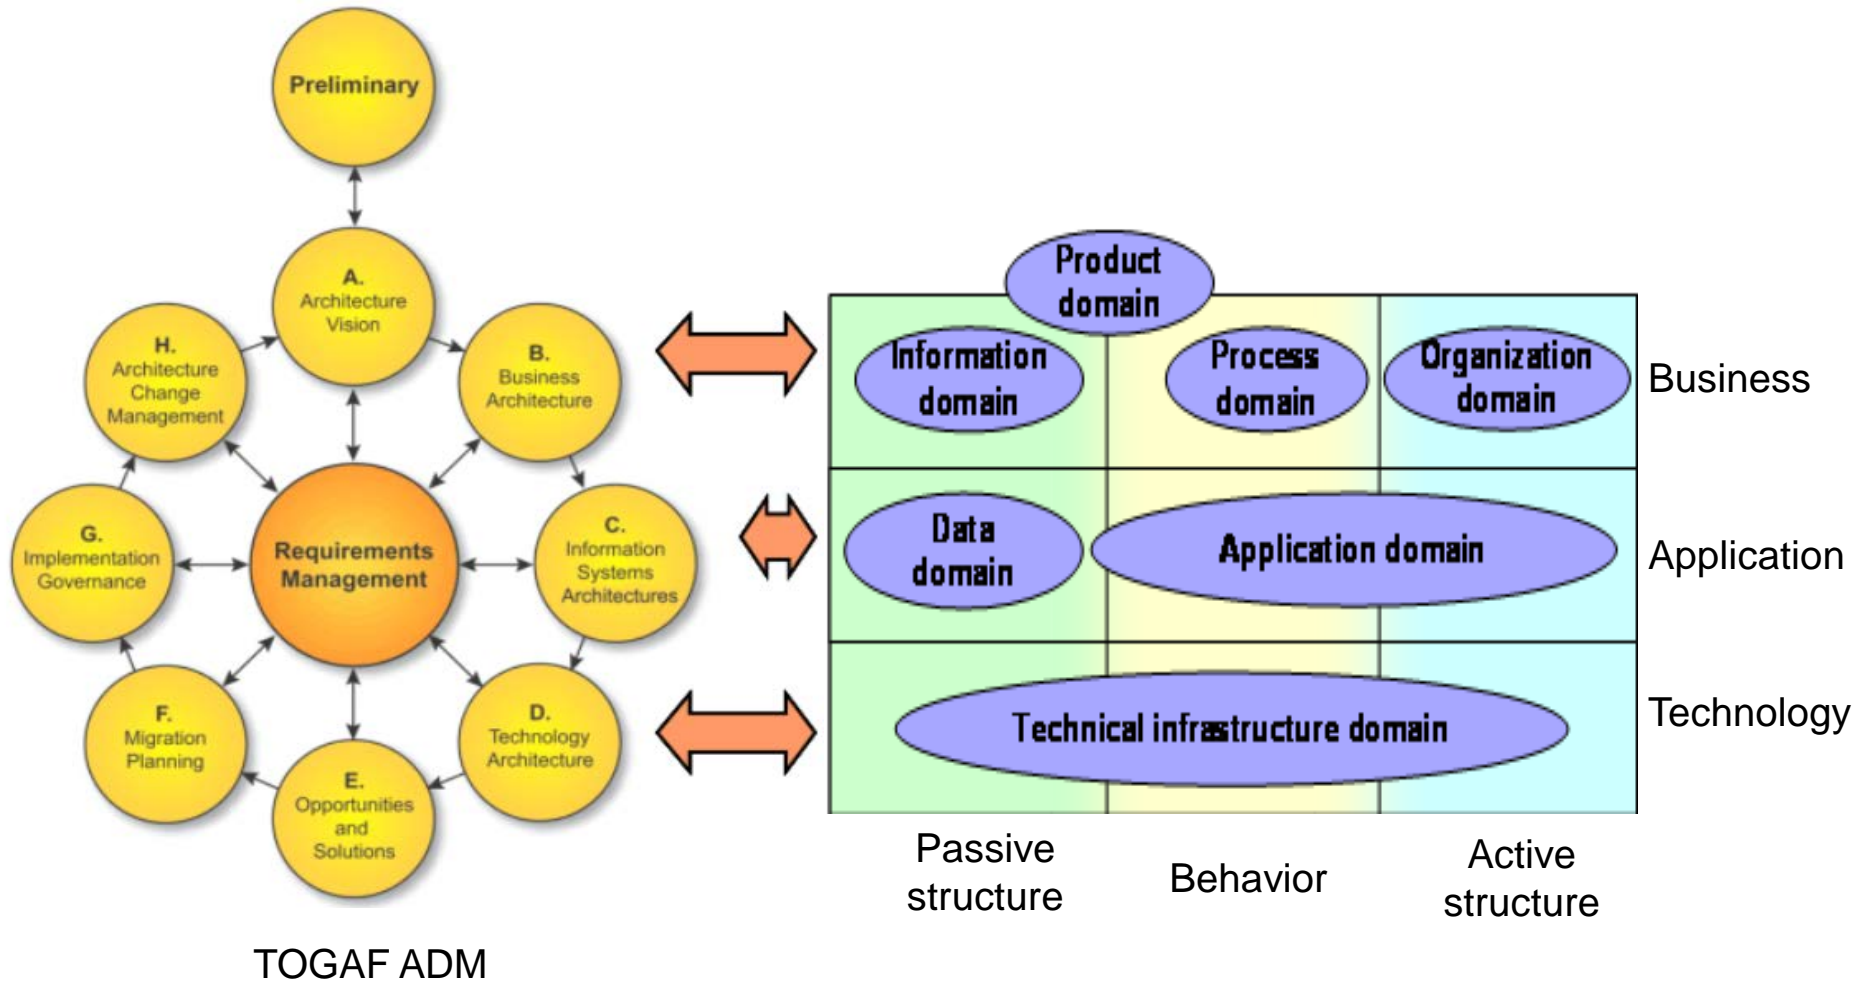 Preliminary
A.
Architecture
Vision
B.
Business
Architecture
C.
Information
Systems
Architectures
D.
Technology
Architecture
E.
Opportunities
and
Solutions
F.
Migration
Planning
G.
Implementation
Governance
H.
Architecture
Change
Management
Requirements
Management
TOGAF ADM
Product
domain
Information
domain
Process
domain
Organization
domain
Business
Data
domain
Application domain
Application
Technical infrastructure domain
Technology
Passive
structure
Behavior
Active
structure